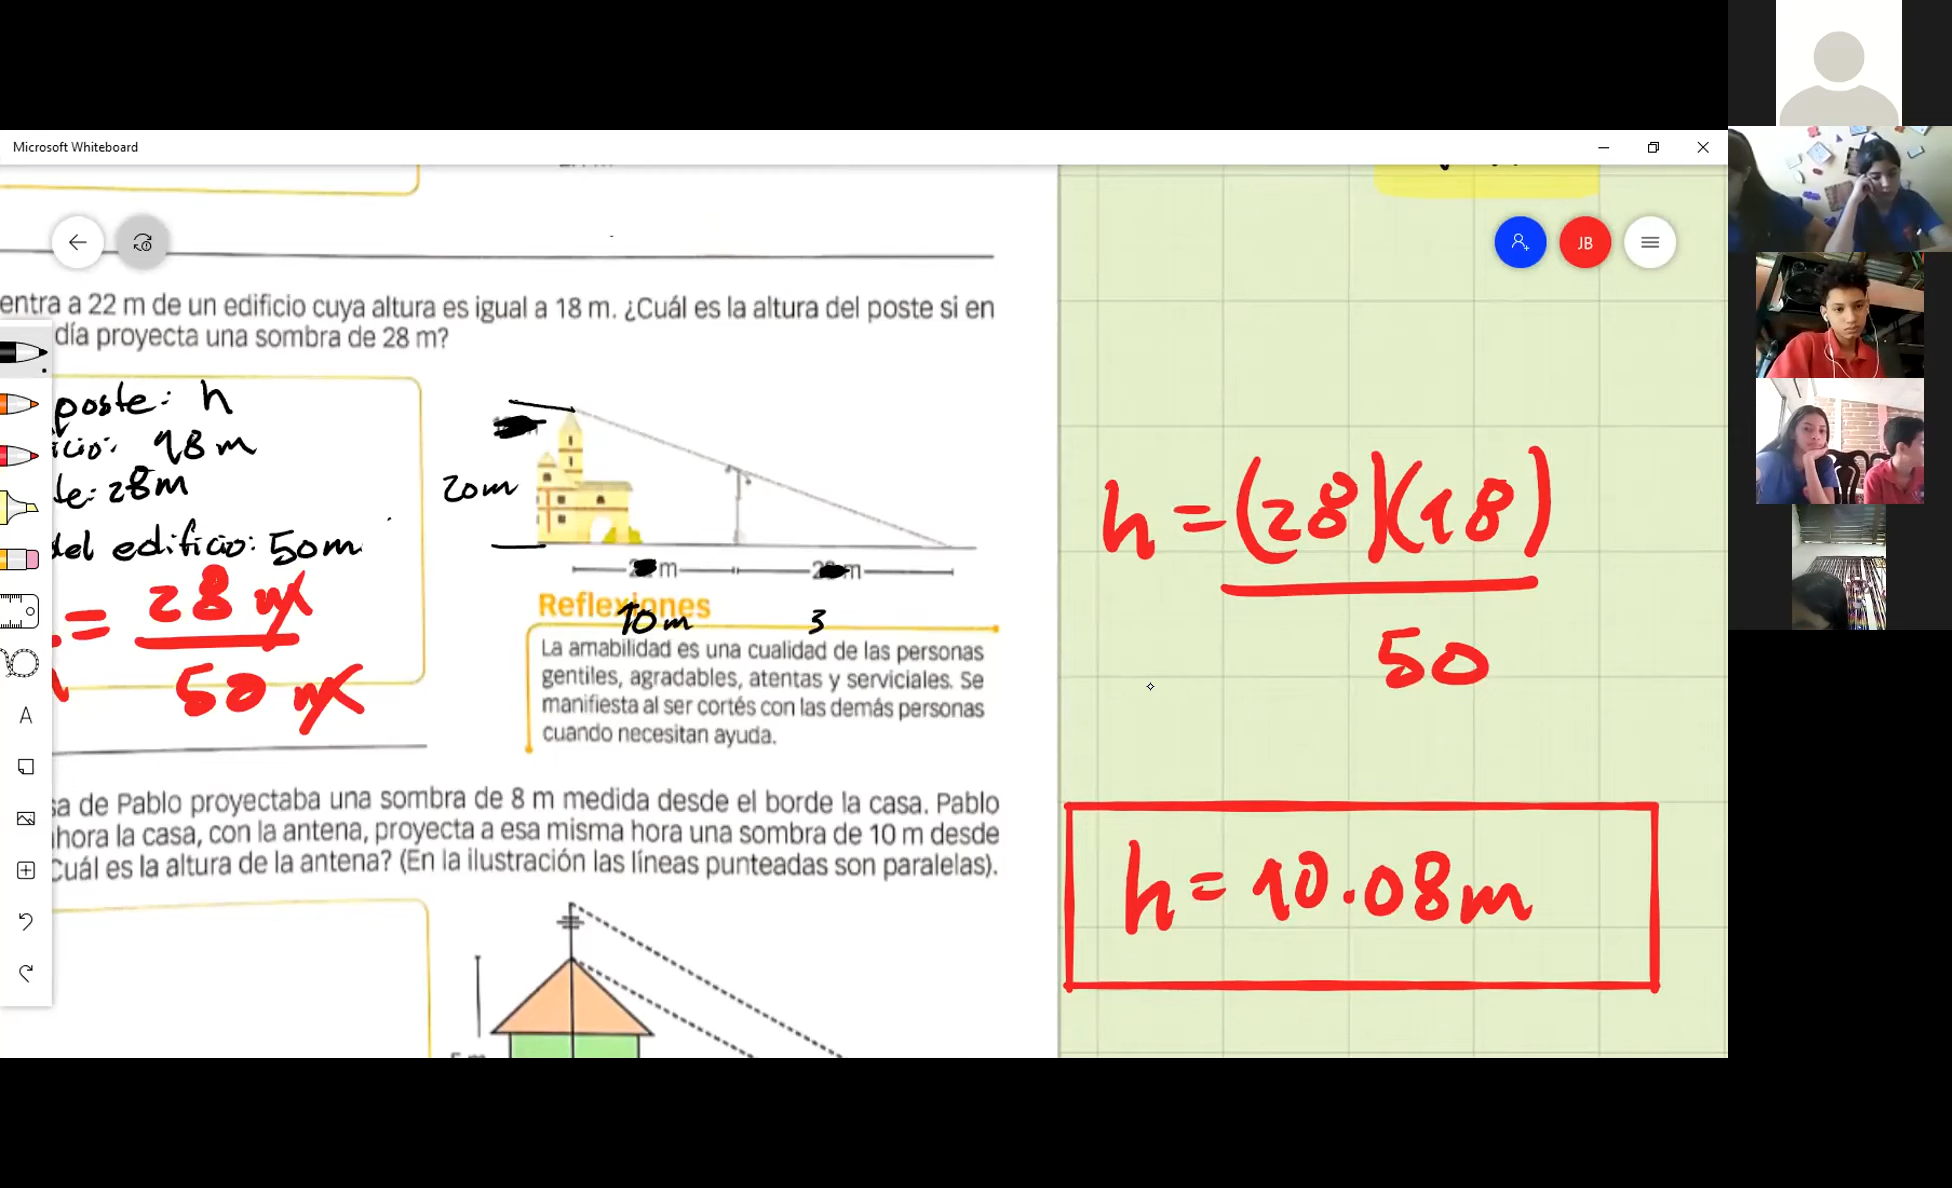 Microsoft Whiteboard
JB
entra a 22 m de un edificio cuya altura es igual a 18 m. ¿Cuál es la altura del poste si en
día proyecta una sombra de 28 m?
poste: h
icio: 18m
te: 28m
del edificio: 50m
= 28 m
50 m
20m
m
m
10m
3
Reflexiones
La amabilidad es una cualidad de las personas
gentiles, agradables, atentas y serviciales. Se
manifiesta al ser cortés con las demás personas
cuando necesitan ayuda.
sa de Pablo proyectaba una sombra de 8 m medida desde el borde la casa. Pablo
ahora la casa, con la antena, proyecta a esa misma hora una sombra de 10 m desde
Cuál es la altura de la antena? (En la ilustración las líneas punteadas son paralelas).
h = (28)(18)
50
h = 10.08m
A